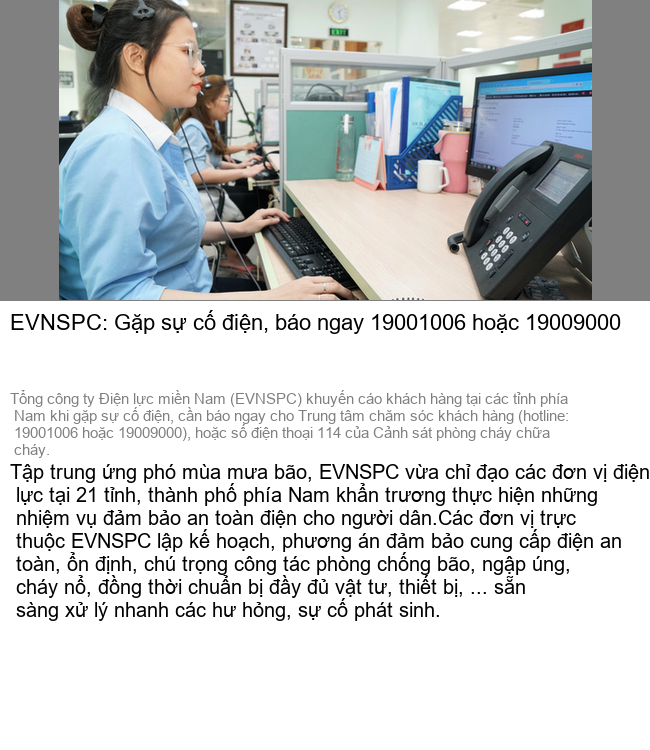 EXIT
EVNSPC: Gặp sự cố điện, báo ngay 19001006 hoặc 19009000
Tổng công ty Điện lực miền Nam (EVNSPC) khuyến cáo khách hàng tại các tỉnh phía
Nam khi gặp sự cố điện, cần báo ngay cho Trung tâm chăm sóc khách hàng (hotline:
19001006 hoặc 19009000), hoặc số điện thoại 114 của Cảnh sát phòng cháy chữa
cháy.
Tập trung ứng phó mùa mưa bão, EVNSPC vừa chỉ đạo các đơn vị điện
lực tại 21 tỉnh, thành phố phía Nam khẩn trương thực hiện những
nhiệm vụ đảm bảo an toàn điện cho người dân.Các đơn vị trực
thuộc EVNSPC lập kế hoạch, phương án đảm bảo cung cấp điện an
toàn, ổn định, chú trọng công tác phòng chống bão, ngập úng,
cháy nổ, đồng thời chuẩn bị đầy đủ vật tư, thiết bị, ... sẵn
sàng xử lý nhanh các hư hỏng, sự cố phát sinh.